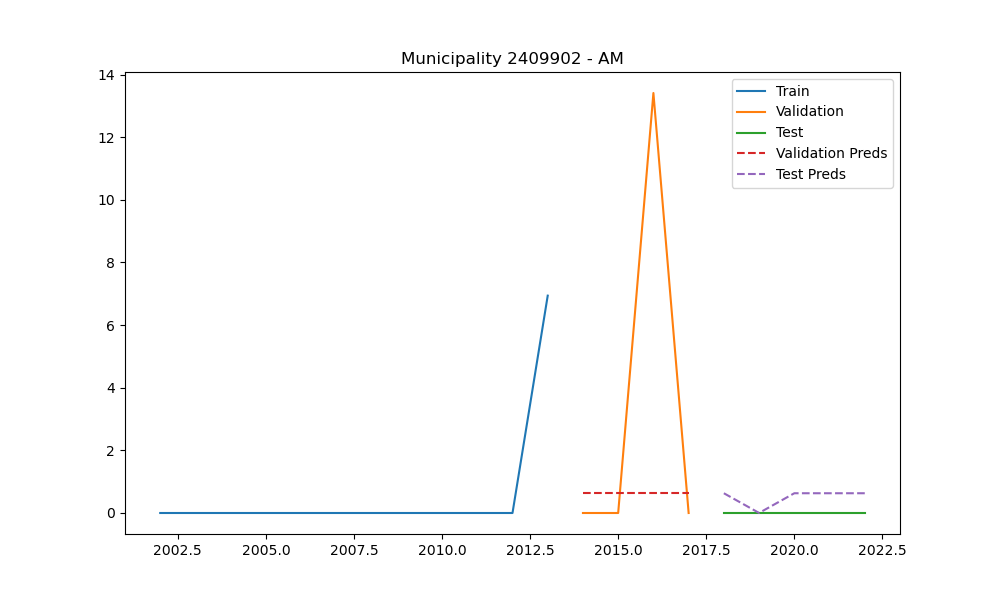 Municipality 2409902 - AM
14
12
10
8
6
4
2
0
2002.5 2005.0 2007.5 2010.0 2012.5 2015.0 2017.5 2020.0 2022.5
Train
Validation
Test
Validation Preds
Test Preds